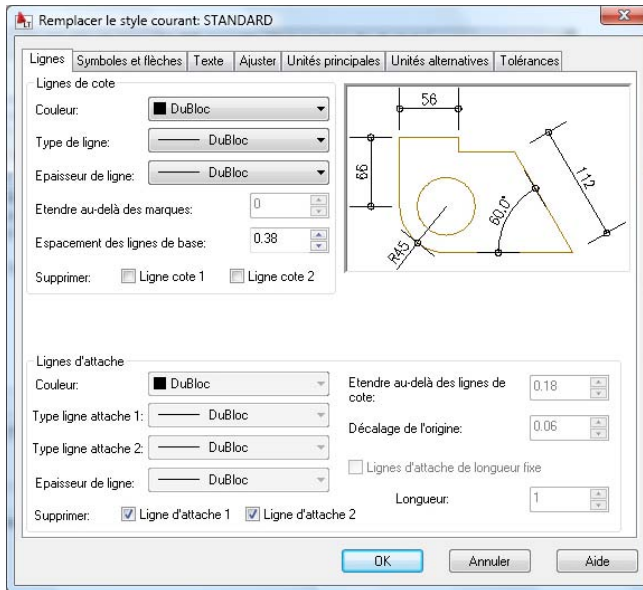 Remplacer le style courant: STANDARD
Lignes
Symboles et flèches
Texte
Ajuster
Unités principales
Unités alternatives
Tolérances
Lignes de cote
Couleur:
DuBloc
Type de ligne:
DuBloc
Epaisseur de ligne:
DuBloc
Etendre au-delà des marques:
0
Espacement des lignes de base:
0.38
Supprimer:
Ligne cote 1
Ligne cote 2
56
66
112
60.0°
R45
Lignes d'attache
Couleur:
DuBloc
Type ligne attache 1:
DuBloc
Type ligne attache 2:
DuBloc
Epaisseur de ligne:
DuBloc
Supprimer:
Ligne d'attache 1
Ligne d'attache 2
Etendre au-delà des lignes de
cote:
0.18
Décalage de l'origine:
0.06
Lignes d'attache de longueur fixe
Longueur:
1
OK
Annuler
Aide